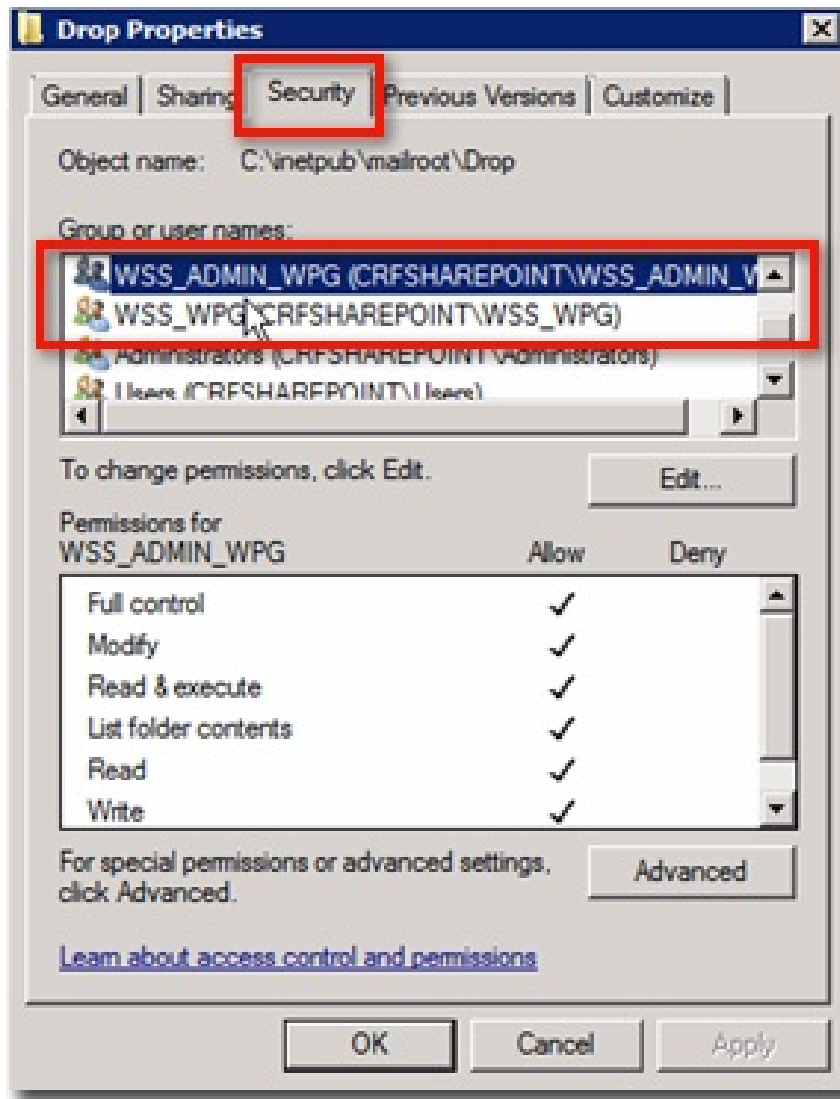 Drop Properties
General Sharing Security Previous Versions Customize
Object name: C:\inetpub\mailroot\Drop
Group or user names:
WSS_ADMIN_WPG (CRFSHAREPOINT\WSS_ADMIN_W
WSS_WPG (CRFSHAREPOINT\WSS_WPG)
Administrators (CRFSHAREPOINT\Administrators)
Users (CRFSHAREPOINT\Users)
To change permissions, click Edit.
Edit...
Permissions for
WSS_ADMIN_WPG Allow Deny
Full control
Modify
Read & execute
List folder contents
Read
Write
For special permissions or advanced settings,
click Advanced.
Advanced
Learn about access control and permissions
OK Cancel Apply